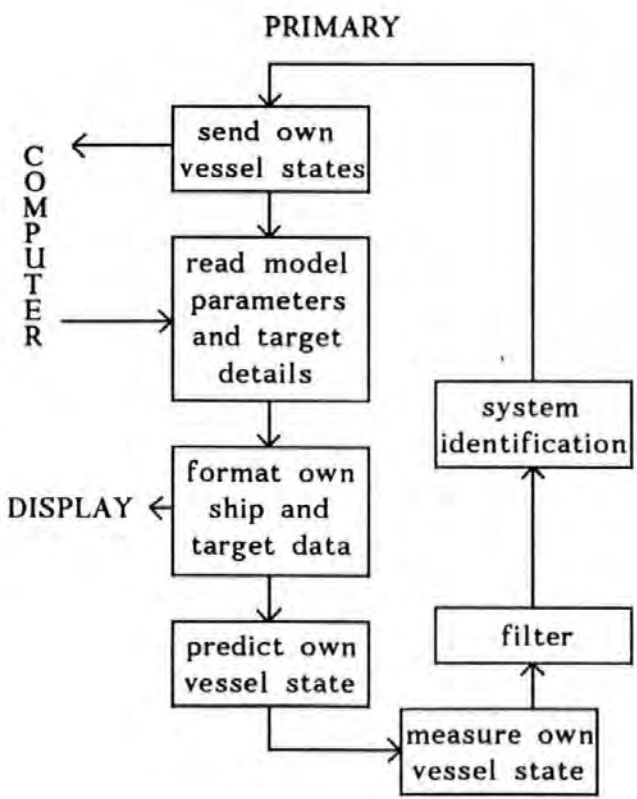 PRIMARY
send own
vessel states
COMPUTER
read model
parameters
and target
details
format own
ship and
target data
DISPLAY
predict own
vessel state
measure own
vessel state
filter
system
identification